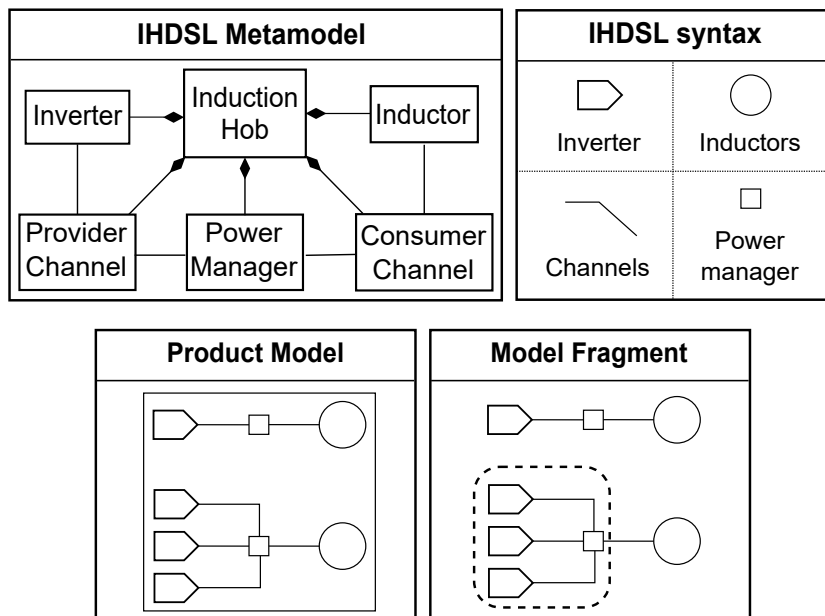 IHDSL Metamodel
Inverter
Induction
Hob
Inductor
Provider
Channel
Power
Manager
Consumer
Channel
IHDSL syntax
Inverter
Inductors
Channels
Power
manager
Product Model
Model Fragment